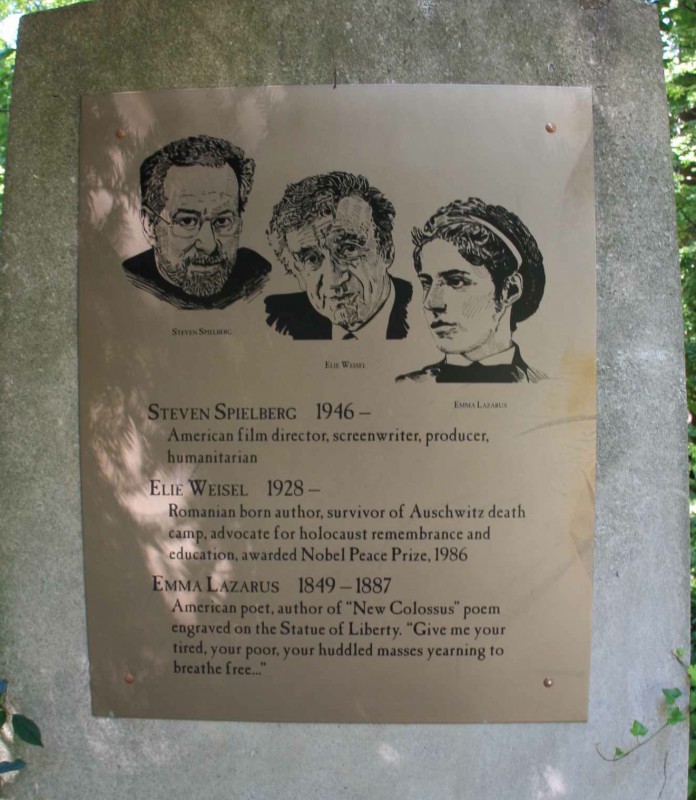 STEVEN SPIELBERG
ELIE WEISEL
EMMA LAZARUS
STEVEN SPIELBERG 1946 –
American film director, screenwriter, producer,
humanitarian
ELIE WEISEL 1928 –
Romanian born author, survivor of Auschwitz death
camp, advocate for holocaust remembrance and
education, awarded Nobel Peace Prize, 1986
EMMA LAZARUS 1849 – 1887
American poet, author of “New Colossus” poem
engraved on the Statue of Liberty. “Give me your
tired, your poor, your huddled masses yearning to
breathe free...”